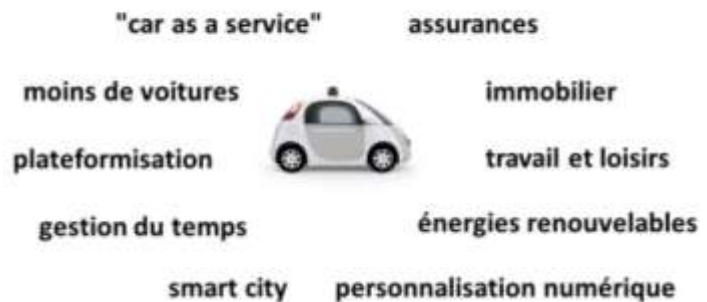 "car as a service" assurances
moins de voitures immobilier
plateformisation travail et loisirs
gestion du temps énergies renouvelables
smart city personnalisation numérique